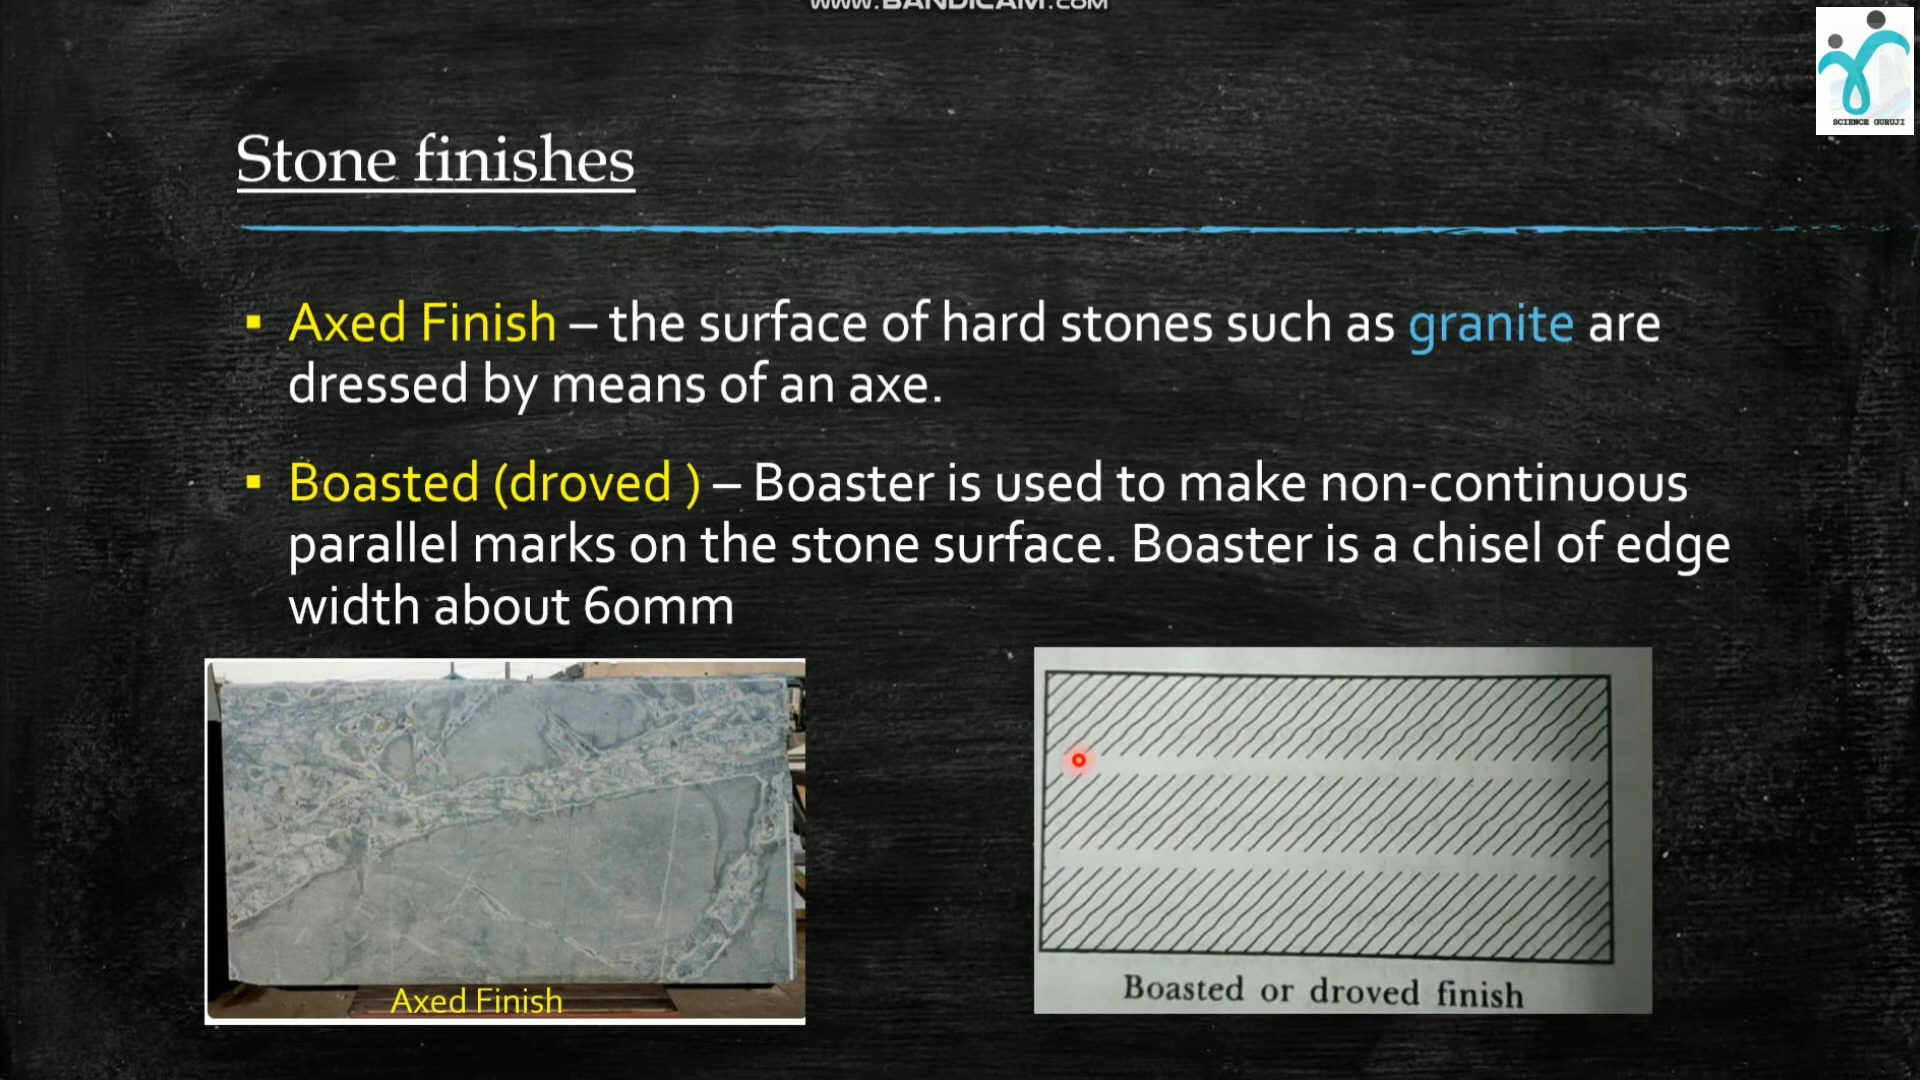 WWW.BANDICAM.COM
SCIENCE GURUJI
Stone finishes
▪ Axed Finish – the surface of hard stones such as granite are
dressed by means of an axe.
▪ Boasted (droved ) – Boaster is used to make non-continuous
parallel marks on the stone surface. Boaster is a chisel of edge
width about 60mm
Axed Finish
Boasted or droved finish